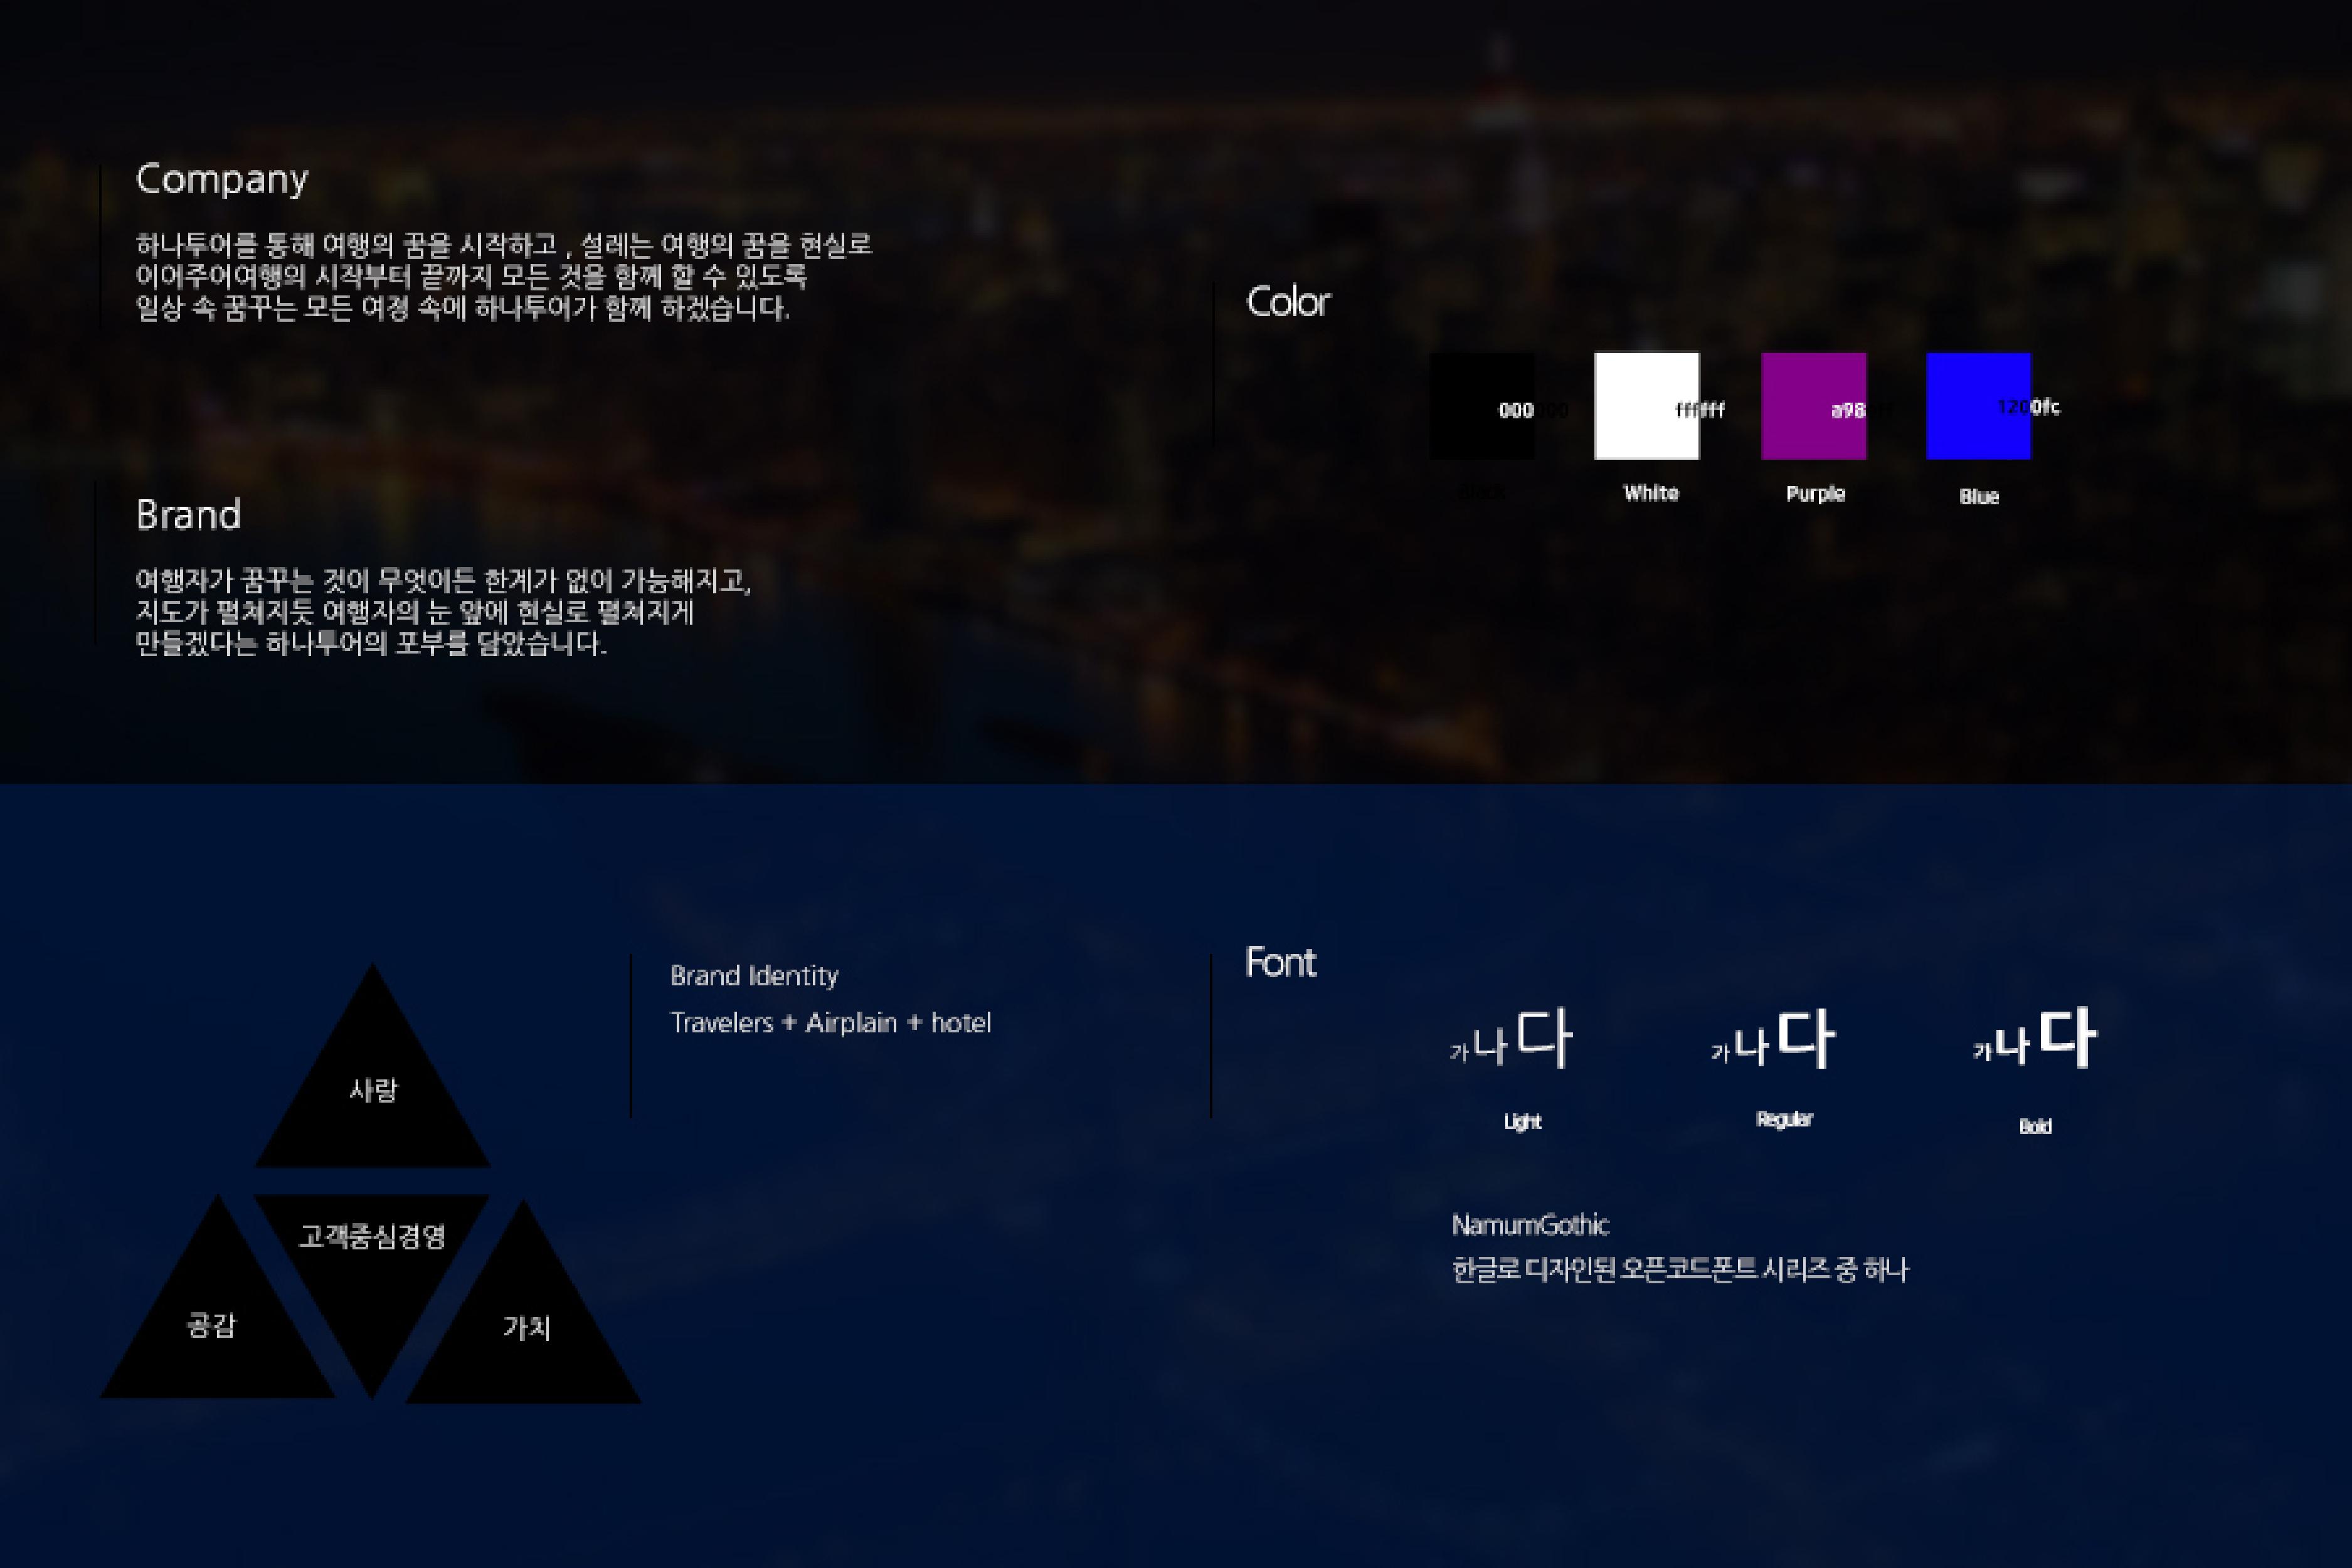 Company
하나투어를 통해 여행의 꿈을 시작하고 , 설레는 여행의 꿈을 현실로
이어주어여행의 시작부터 끝까지 모든 것을 함께 할 수 있도록
일상 속 꿈꾸는 모든 여정 속에 하나투어가 함께 하겠습니다.
Brand
여행자가 꿈꾸는 것이 무엇이든 한계가 없이 가능해지고,
지도가 펼쳐지듯 여행자의 눈 앞에 현실로 펼쳐지게
만들겠다는 하나투어의 포부를 담았습니다.
Color
000000 ffffff 1200fc
Black White Purple Blue
사랑
고객중심경영
공감 가치
Brand Identity
Travelers + Airplain + hotel
Font
가나다 가나다 가나다
Light Regular Bold
NamumGothic
한글로 디자인된 오픈코드폰트 시리즈 중 하나